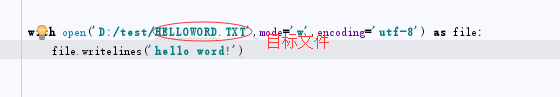 with open('D:/test/HELLOWORD.TXT',mode='w',encoding='utf-8') as file:
file.writelines('hello word!')
目标文件